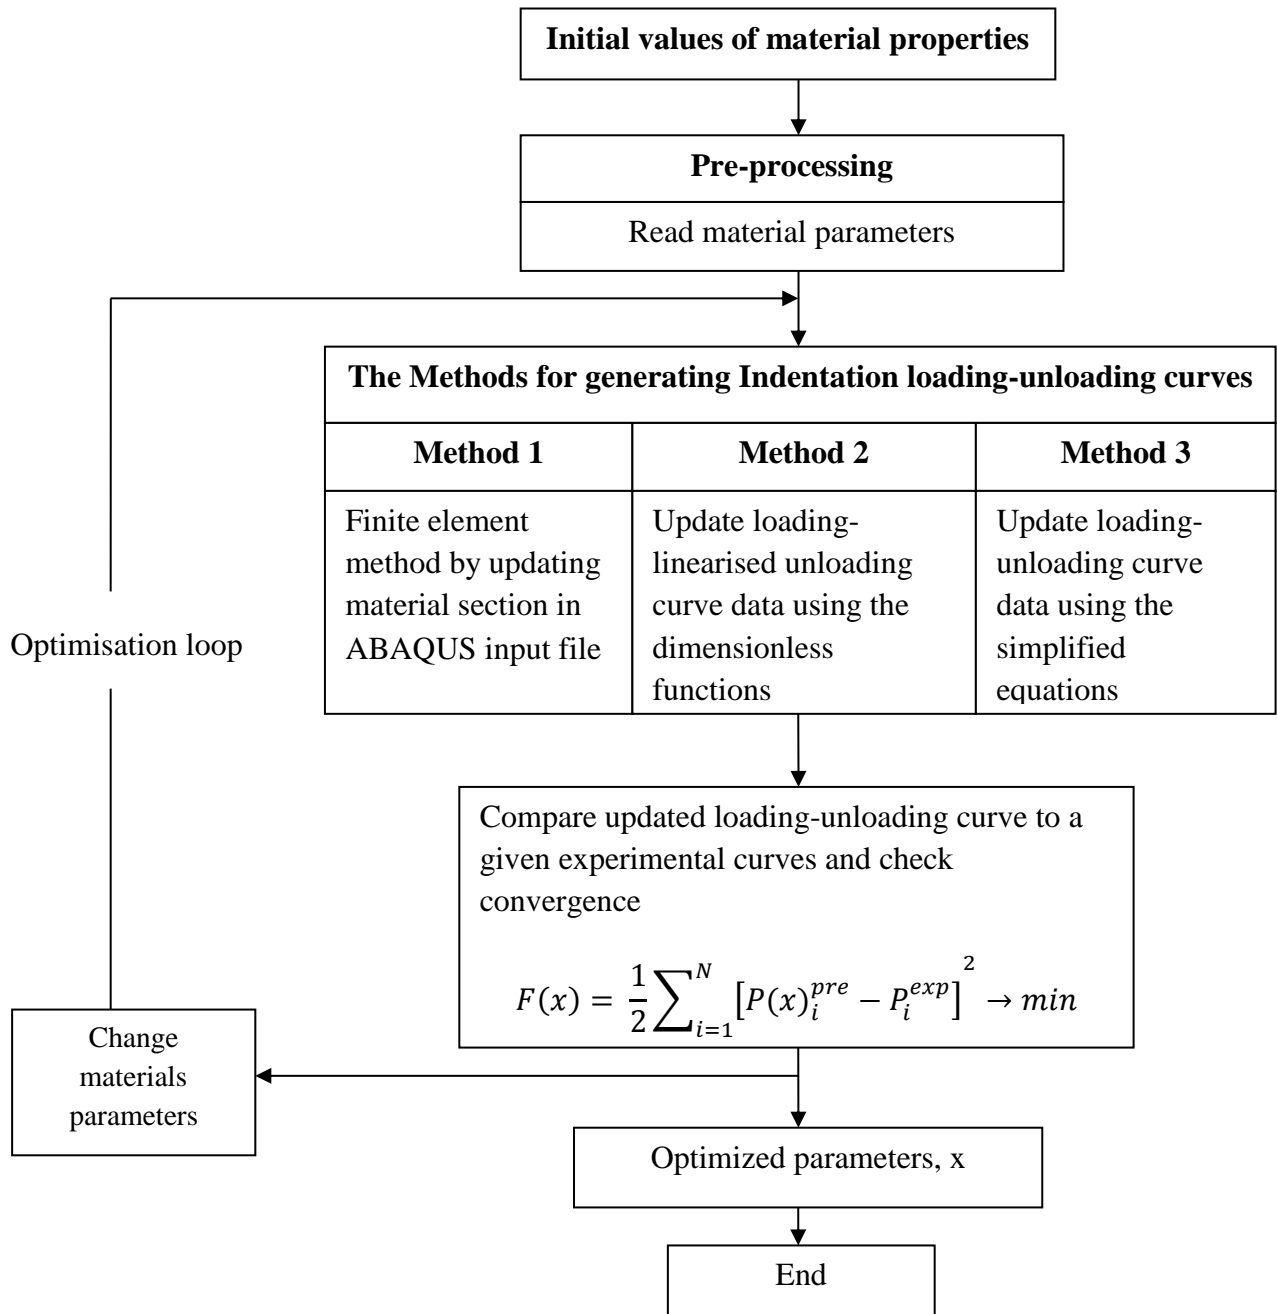 Initial values of material properties
Pre-processing
Read material parameters
The Methods for generating Indentation loading-unloading curves
Method 1
Method 2
Method 3
Finite element
method by updating
material section in
ABAQUS input file
Update loading-
linearised unloading
curve data using the
dimensionless
functions
Update loading-
unloading curve
data using the
simplified
equations
Optimisation loop
Compare updated loading-unloading curve to a
given experimental curves and check
convergence
F(x) = \frac{1}{2} \sum_{i=1}^{N} [P(x)_i^{pre} − P_i^{exp}]^2 → min
Change
materials
parameters
Optimized parameters, x
End